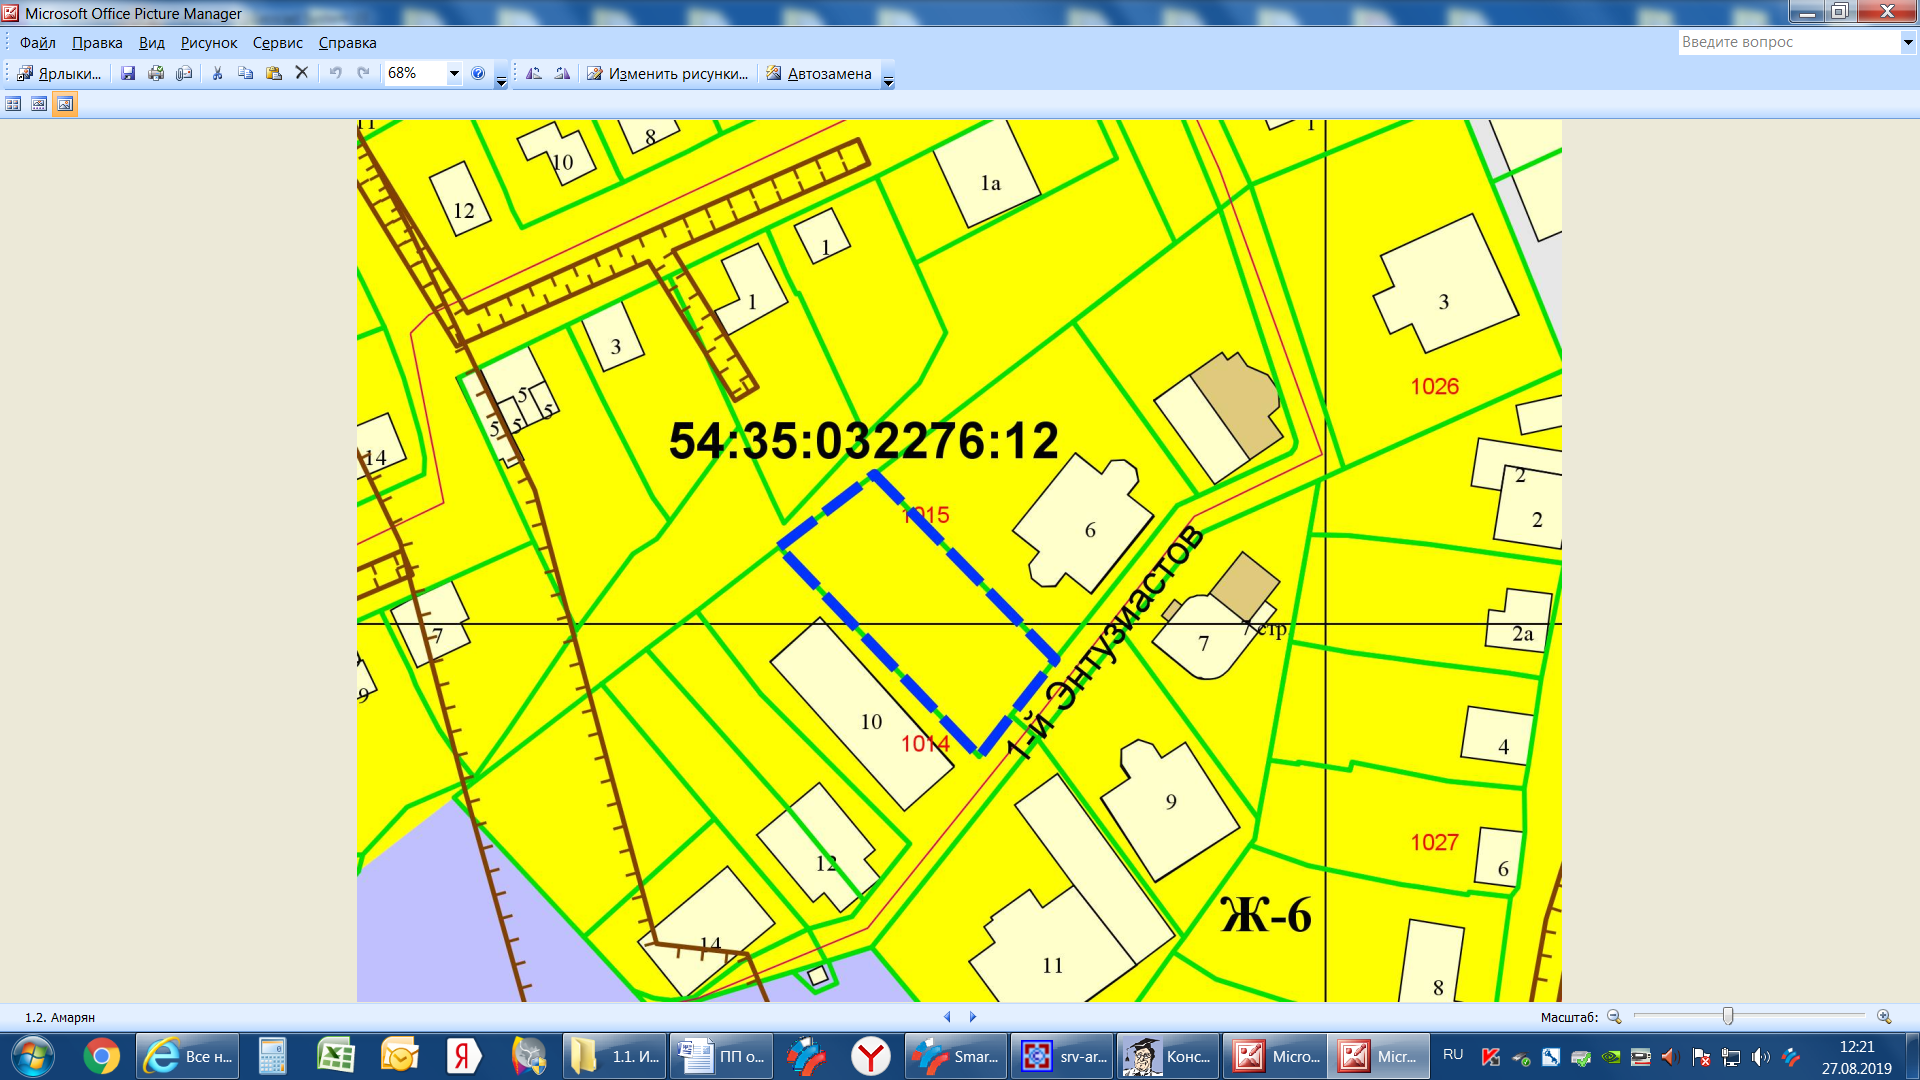 Microsoft Office Picture Manager
Файл Правка Вид Рисунок Сервис Справка
Введите вопрос
Ярлыки... 68% Изменить рисунки... Автозамена
11
10
8
1
12
1а
1
1
3
3
5
5
5
5
1026
14
54:35:032276:12
2
2
1015
6
7
7 стр.
7
2а
9
1-й Энтузиастов
10
1014
4
9
1027
12
6
Ж-6
14
11
8
1.2. Амарян
Масштаб:
Все н...
1.1. И...
ПП о...
Smar...
srv-ar...
Конс...
Micro...
Micr...
RU
12:21
27.08.2019